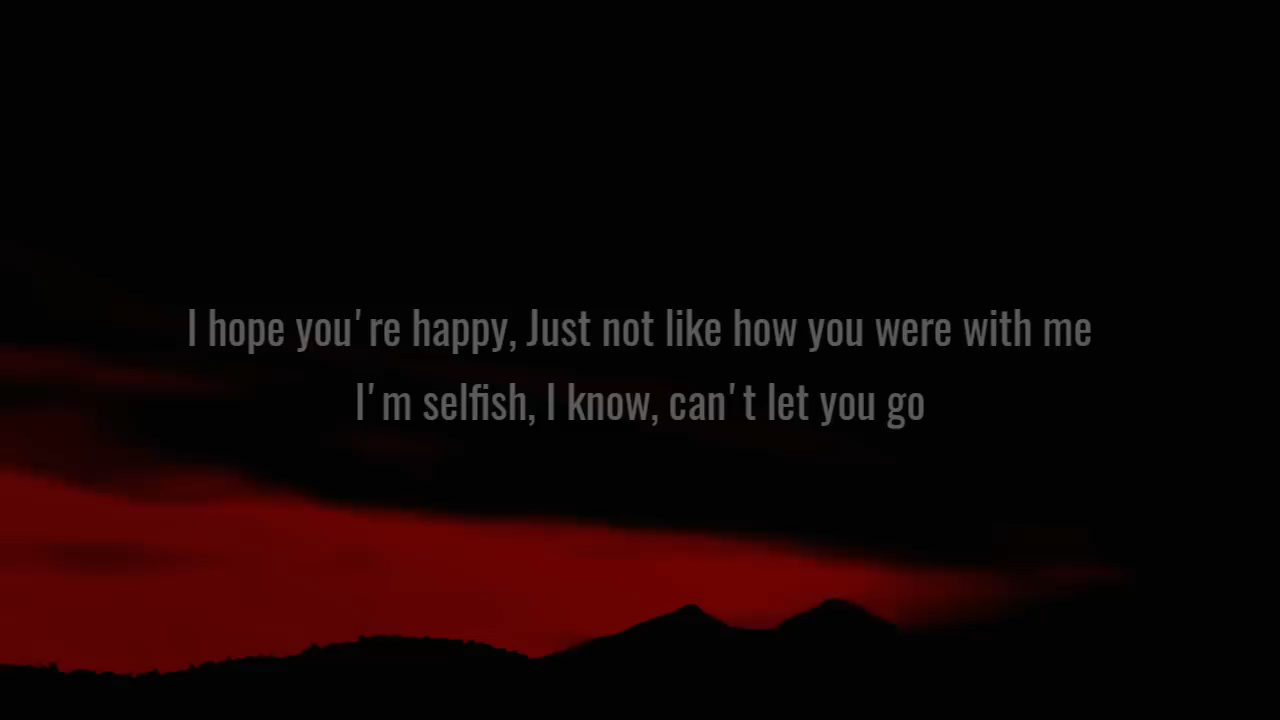 I hope you're happy, Just not like how you were with me
I'm selfish, I know, can't let you go